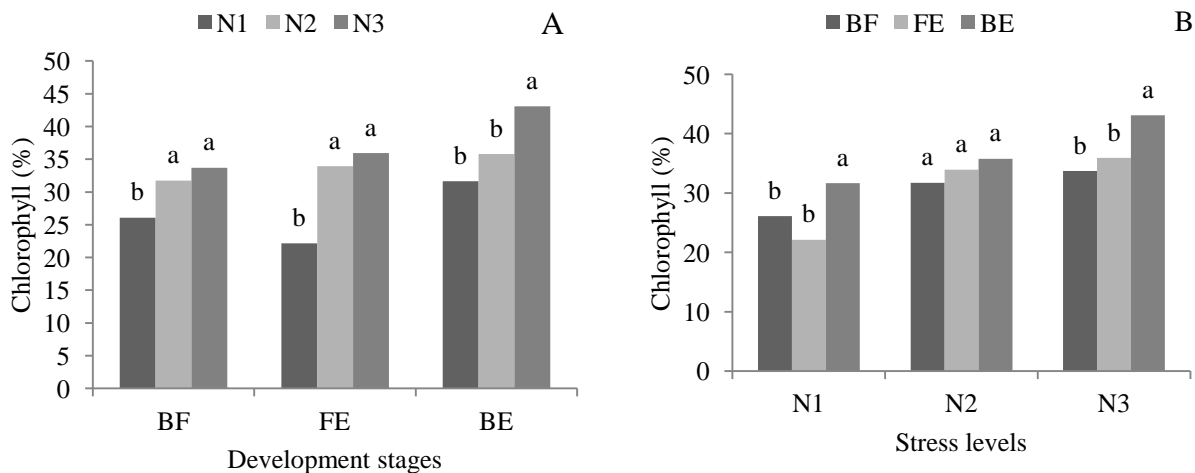 N1 N2 N3
A
50
45
40
35
30
25
20
15
10
5
0
Chlorophyll (%)
b a a
b a a
b b a
BF FE BE
Development stages
BF FE BE
B
50
40
30
20
10
0
Chlorophyll (%)
b b a
a a a
b b a
N1 N2 N3
Stress levels